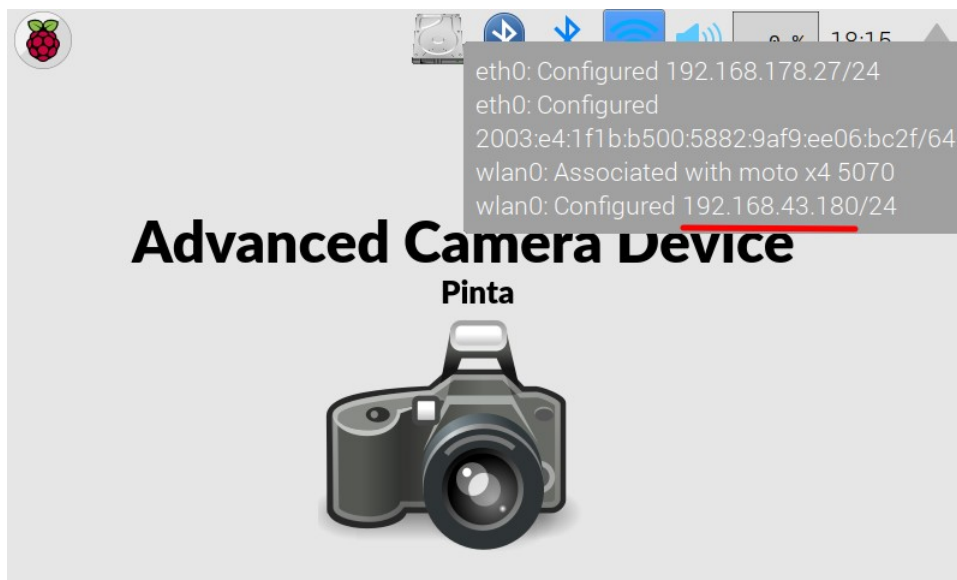 0 % 18:15
eth0: Configured 192.168.178.27/24
eth0: Configured
2003:e4:1f1b:b500:5882:9af9:ee06:bc2f/64
wlan0: Associated with moto x4 5070
wlan0: Configured 192.168.43.180/24
Advanced Camera Device
Pinta